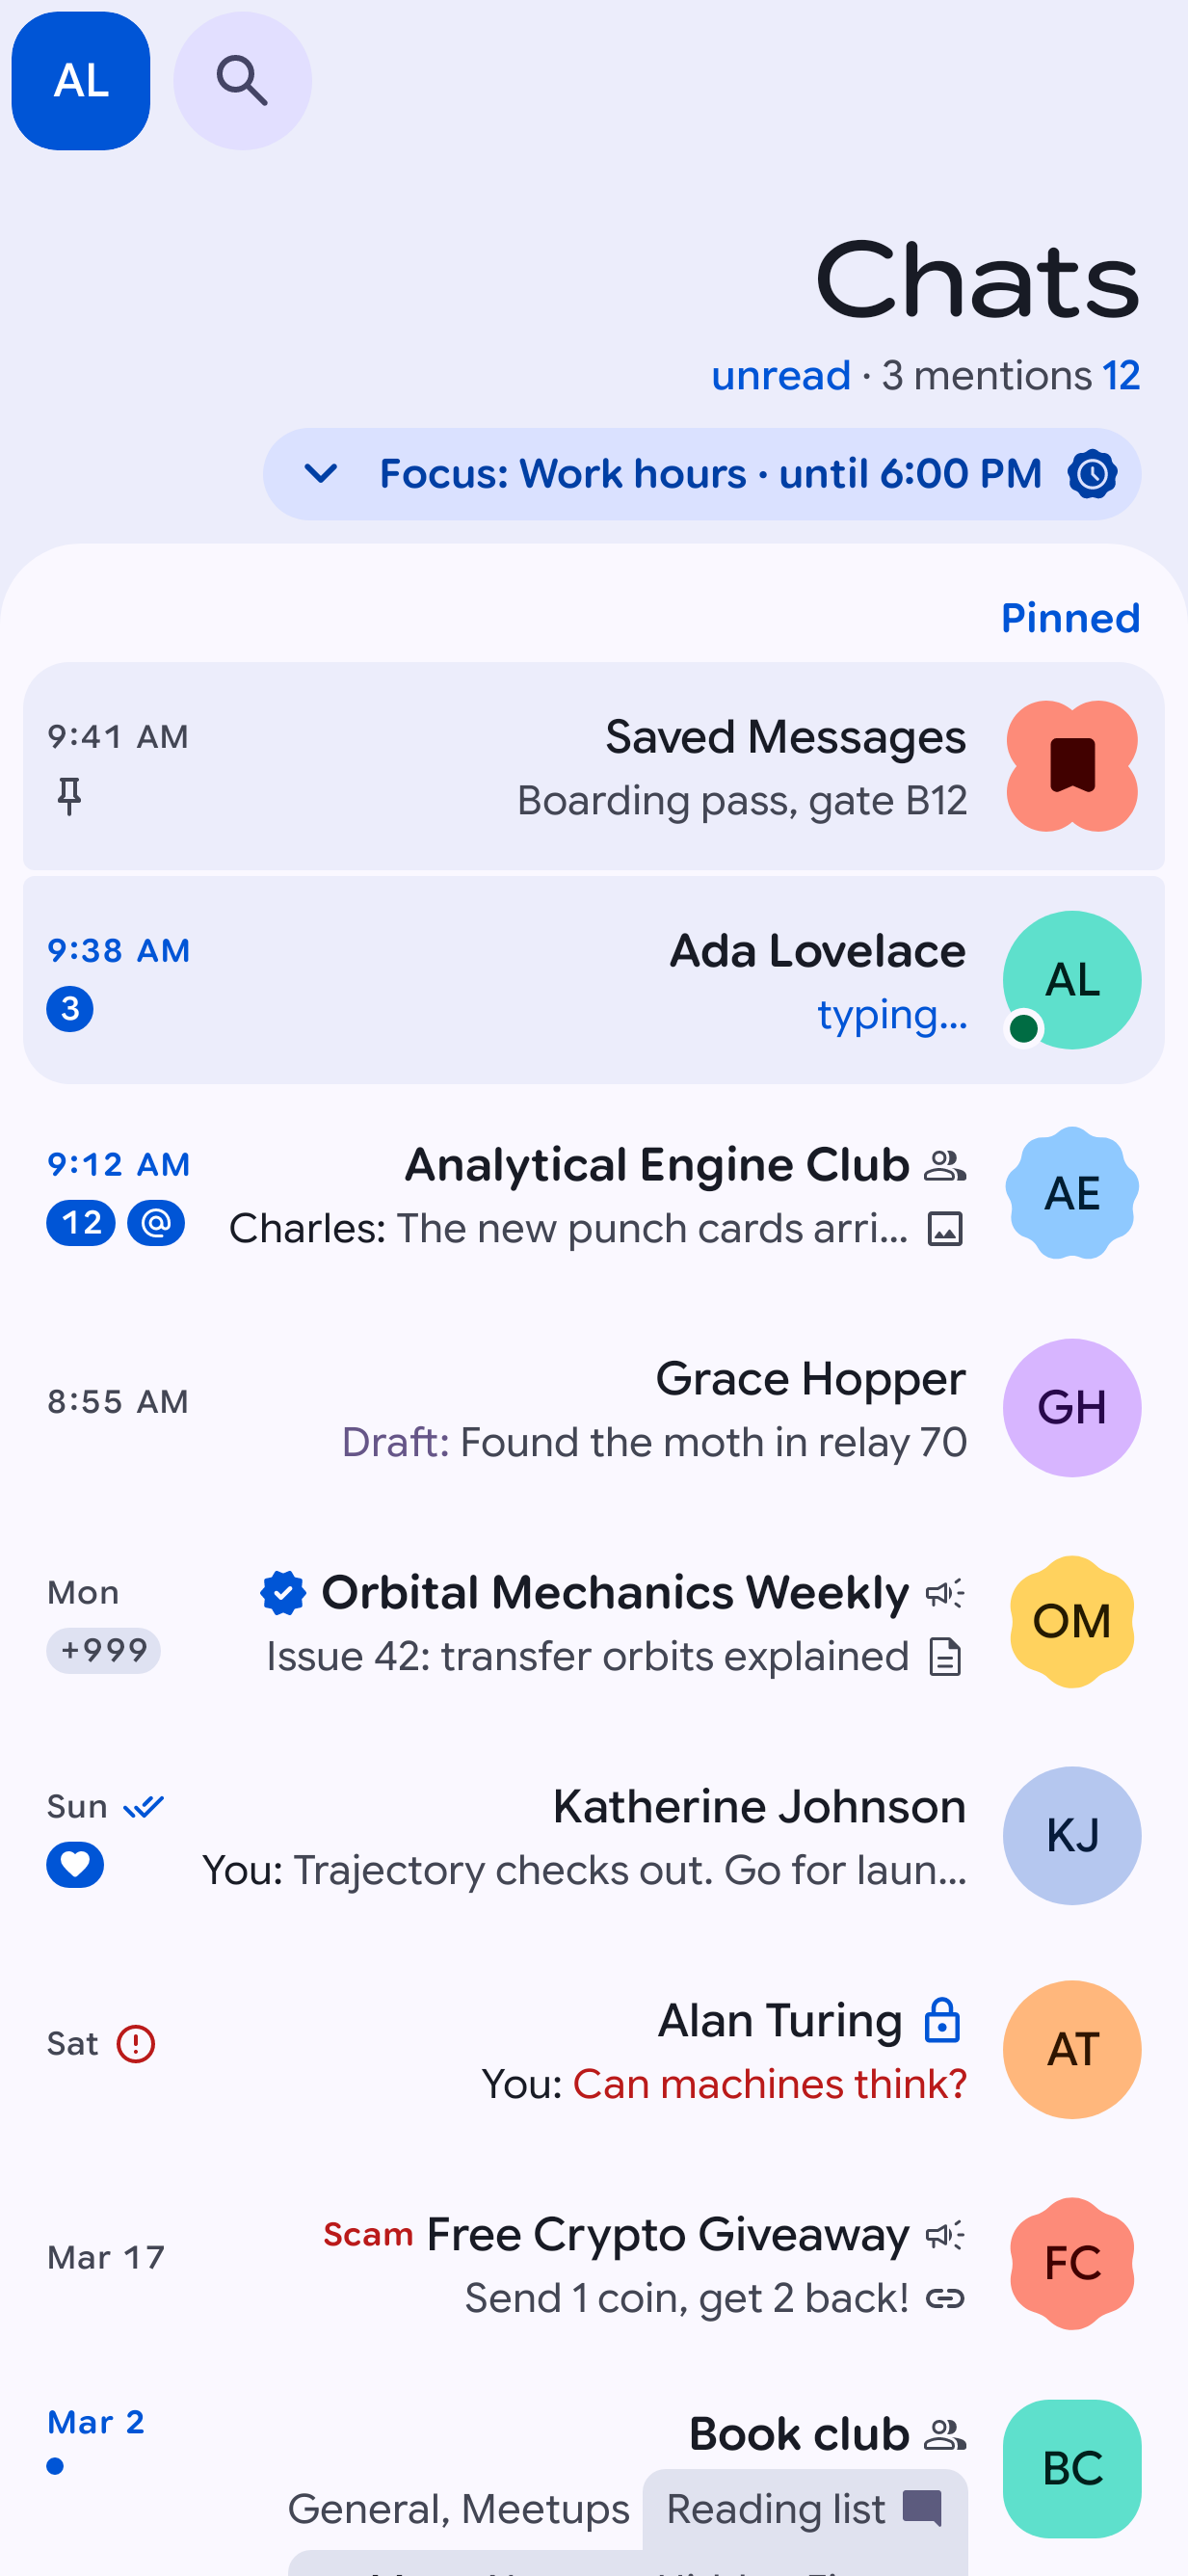 AL
Chats
unread · 3 mentions 12
Focus: Work hours · until 6:00 PM
Pinned
9:41 AM
Saved Messages
Boarding pass, gate B12
9:38 AM
Ada Lovelace
AL
3
typing...
9:12 AM
Analytical Engine Club
AE
12 @
Charles: The new punch cards arri...
8:55 AM
Grace Hopper
GH
Draft: Found the moth in relay 70
Mon
Orbital Mechanics Weekly
OM
+999
Issue 42: transfer orbits explained
Sun
Katherine Johnson
KJ
You: Trajectory checks out. Go for laun...
Sat
Alan Turing
AT
You: Can machines think?
Mar 17
Scam Free Crypto Giveaway
FC
Send 1 coin, get 2 back!
Mar 2
Book club
BC
General, Meetups Reading list